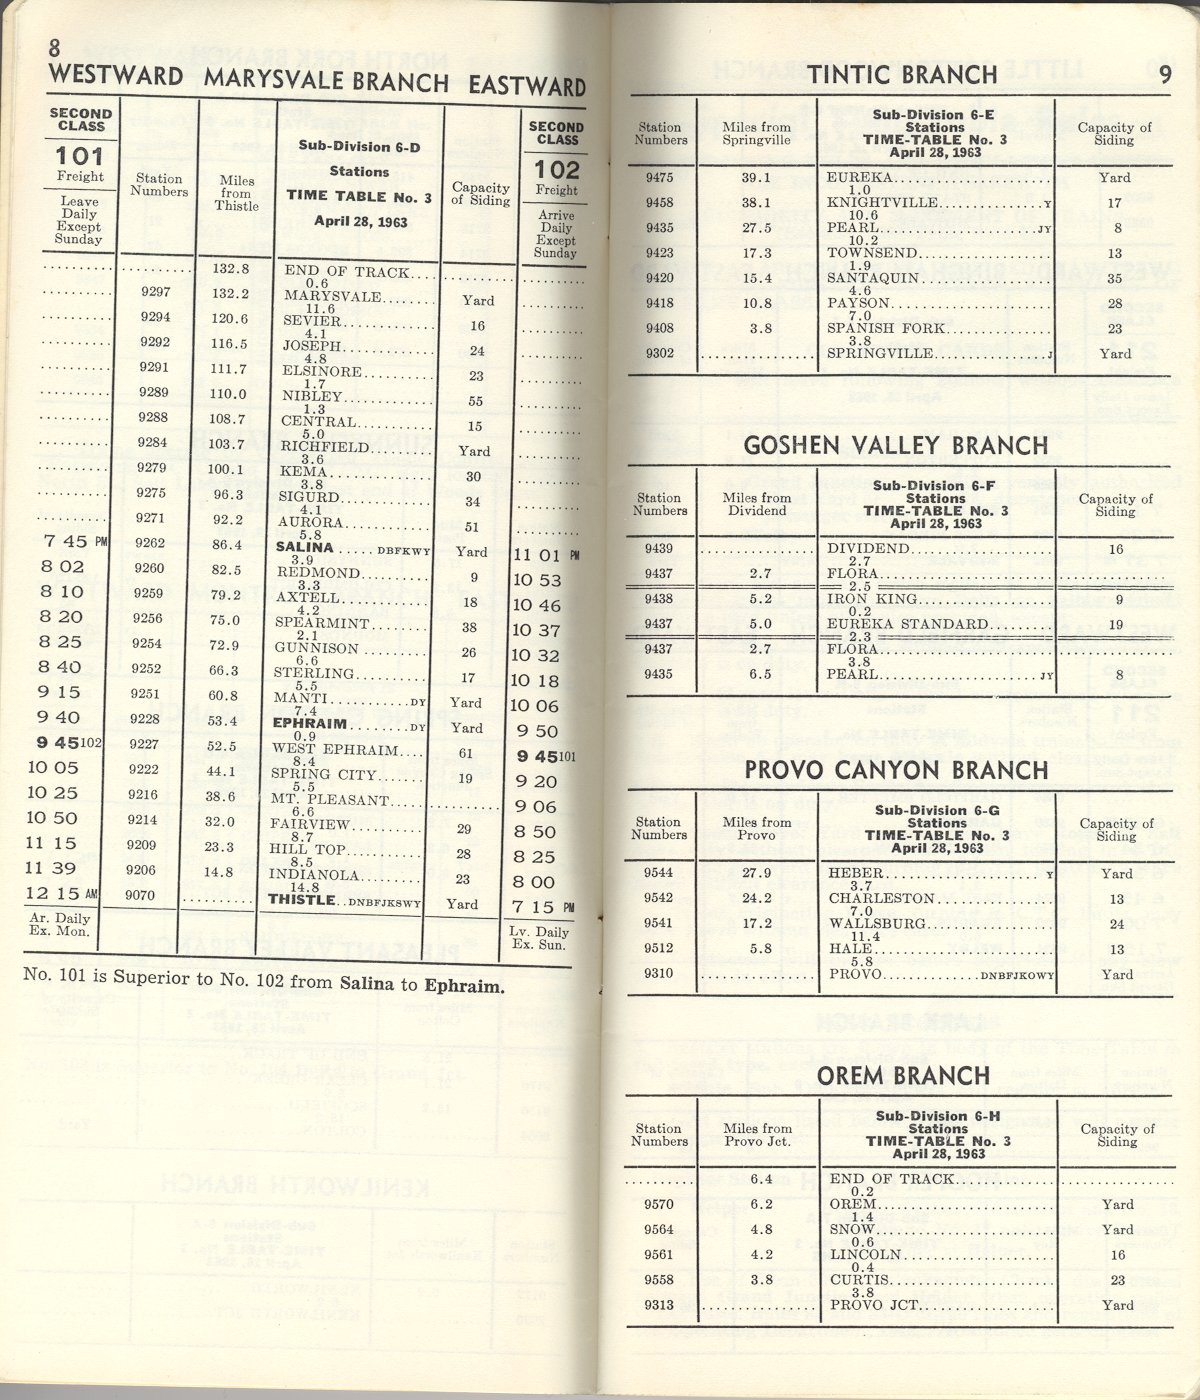 8
WESTWARD MARYSVALE BRANCH EASTWARD
SECOND CLASS
101
Freight
Leave
Daily
Except
Sunday
Station
Numbers
Miles
from
Thistle
Sub-Division 6-D
Stations
TIME TABLE No. 3
April 28, 1963
Capacity
of Siding
SECOND
CLASS
102
Freight
Arrive
Daily
Except
Sunday
.......... .......... 132.8 END OF TRACK.... .......... ..........
0.6
.......... 9297 132.2 MARYSVALE........ Yard ..........
11.6
.......... 9294 120.6 SEVIER............. 16 ..........
4.1
.......... 9292 116.5 JOSEPH............. 24 ..........
4.8
.......... 9291 111.7 ELSINORE.......... 23 ..........
1.7
.......... 9289 110.0 NIBLEY............. 55 ..........
1.3
.......... 9288 108.7 CENTRAL........... 15 ..........
5.0
.......... 9284 103.7 RICHFIELD......... Yard ..........
3.6
.......... 9279 100.1 KEMA............... 30 ..........
3.8
.......... 9275 96.3 SIGURD............. 34 ..........
4.1
.......... 9271 92.2 AURORA............ 51 ..........
5.8
7 45 PM 9262 86.4 SALINA ..... DBFKWY Yard 11 01 PM
3.9
8 02 9260 82.5 REDMOND.......... 9 10 53
3.3
8 10 9259 79.2 AXTELL............ 18 10 46
4.2
8 20 9256 75.0 SPEARMINT........ 38 10 37
2.1
8 25 9254 72.9 GUNNISON ......... 26 10 32
6.6
8 40 9252 66.3 STERLING.......... 17 10 18
5.5
9 15 9251 60.8 MANTI............DY Yard 10 06
7.4
9 40 9228 53.4 EPHRAIM........DY Yard 9 50
0.9
9 45 102 9227 52.5 WEST EPHRAIM.... 61 9 45 101
8.4
10 05 9222 44.1 SPRING CITY....... 19 9 20
5.5
10 25 9216 38.6 MT. PLEASANT..... .......... 9 06
6.6
10 50 9214 32.0 FAIRVIEW.......... 29 8 50
8.7
11 15 9209 23.3 HILL TOP........... 28 8 25
8.5
11 39 9206 14.8 INDIANOLA......... 23 8 00
14.8
12 15 AM 9070 .......... THISTLE..DNBFJKSWY Yard 7 15 PM
Ar. Daily
Ex. Mon.
Lv. Daily
Ex. Sun.
No. 101 is Superior to No. 102 from Salina to Ephraim.
TINTIC BRANCH 9
Station
Numbers
Miles from
Springville
Sub-Division 6-E
Stations
TIME-TABLE No. 3
April 28, 1963
Capacity of
Siding
9475 39.1 EUREKA....................... Yard
1.0
9458 38.1 KNIGHTVILLE...............Y 17
10.6
9435 27.5 PEARL.......................JY 8
10.2
9423 17.3 TOWNSEND.................... 13
1.9
9420 15.4 SANTAQUIN................... 35
4.6
9418 10.8 PAYSON....................... 28
7.0
9408 3.8 SPANISH FORK............... 23
3.8
9302 ............... SPRINGVILLE................J Yard
GOSHEN VALLEY BRANCH
Station
Numbers
Miles from
Dividend
Sub-Division 6-F
Stations
TIME-TABLE No. 3
April 28, 1963
Capacity of
Siding
9439 ............... DIVIDEND.................... 16
2.7
9437 2.7 FLORA........................ ...............
2.5
9438 5.2 IRON KING................... 9
0.2
9437 5.0 EUREKA STANDARD......... 19
2.3
9437 2.7 FLORA........................ ...............
3.8
9435 6.5 PEARL.......................JY 8
PROVO CANYON BRANCH
Station
Numbers
Miles from
Provo
Sub-Division 6-G
Stations
TIME-TABLE No. 3
April 28, 1963
Capacity of
Siding
9544 27.9 HEBER.......................Y Yard
3.7
9542 24.2 CHARLESTON................. 13
7.0
9541 17.2 WALLSBURG................... 24
11.4
9512 5.8 HALE......................... 13
5.8
9310 ............... PROVO.............DNBFJKOWY Yard
OREM BRANCH
Station
Numbers
Miles from
Provo Jct.
Sub-Division 6-H
Stations
TIME-TABLE No. 3
April 28, 1963
Capacity of
Siding
.......... 6.4 END OF TRACK.............. ...............
0.2
9570 6.2 OREM......................... Yard
1.4
9564 4.8 SNOW......................... Yard
0.6
9561 4.2 LINCOLN...................... 16
0.4
9558 3.8 CURTIS....................... 23
3.8
9313 ............... PROVO JCT.................... Yard